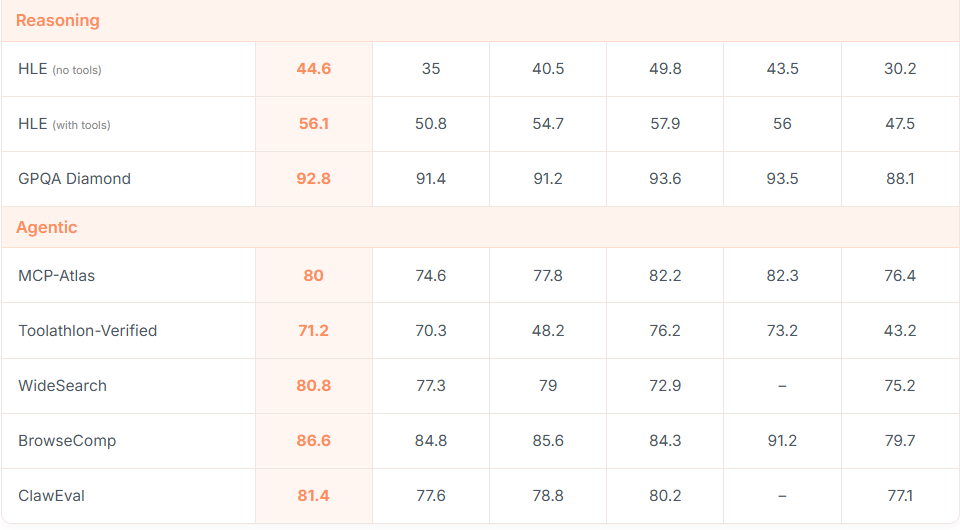 Reasoning
HLE (no tools) 44.6 35 40.5 49.8 43.5 30.2
HLE (with tools) 56.1 50.8 54.7 57.9 56 47.5
GPQA Diamond 92.8 91.4 91.2 93.6 93.5 88.1
Agentic
MCP-Atlas 80 74.6 77.8 82.2 82.3 76.4
Toolathlon-Verified 71.2 70.3 48.2 76.2 73.2 43.2
WideSearch 80.8 77.3 79 72.9 – 75.2
BrowseComp 86.6 84.8 85.6 84.3 91.2 79.7
ClawEval 81.4 77.6 78.8 80.2 – 77.1